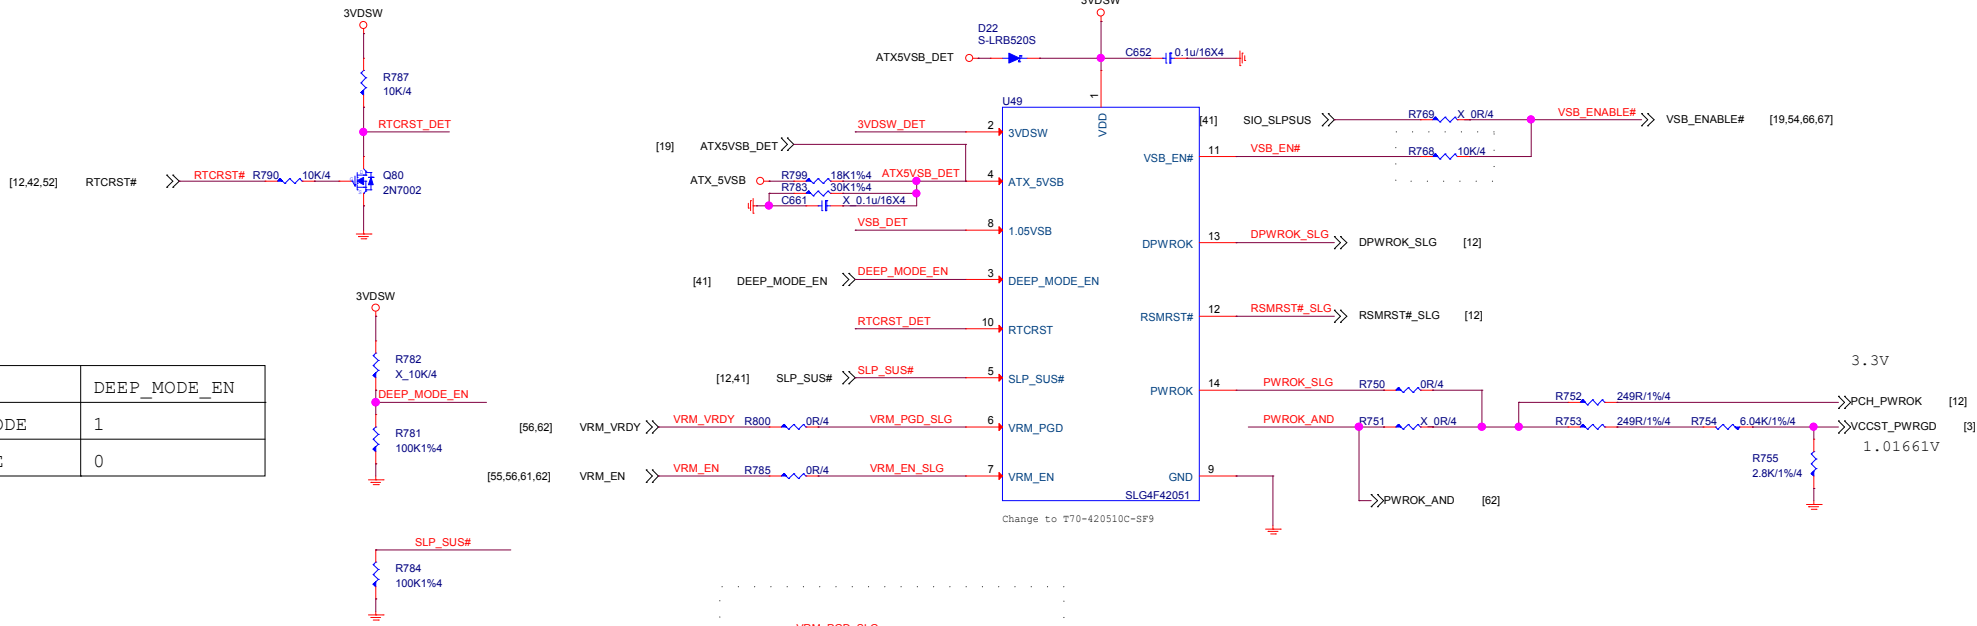 3VDSW
R787
10K/4
RTCRST_DET
[12,42,52] RTCRST# RTCRST# R790 10K/4
Q80
2N7002
3VDSW
R782
X_10K/4
DEEP_MODE_EN
R781
100K1%4
DEEP_MODE_EN
1
0
SLP_SUS#
R784
100K1%4
3VDSW
D22
S-LRB520S
ATX5VSB_DET
C652 0.1u/16X4
U49
1
VDD
3VDSW_DET 2 3VDSW
[19] ATX5VSB_DET
ATX_5VSB R799 18K1%4 ATX5VSB_DET 4 ATX_5VSB
R783 30K1%4
C661 X_0.1u/16X4
VSB_DET 8 1.05VSB
[41] DEEP_MODE_EN DEEP_MODE_EN 3 DEEP_MODE_EN
RTCRST_DET 10 RTCRST
[12,41] SLP_SUS# SLP_SUS# 5 SLP_SUS#
[56,62] VRM_VRDY VRM_VRDY R800 0R/4 VRM_PGD_SLG 6 VRM_PGD
[55,56,61,62] VRM_EN VRM_EN R785 0R/4 VRM_EN_SLG 7 VRM_EN
[41] SIO_SLPSUS R769 X_0R/4 VSB_ENABLE# VSB_ENABLE# [19,54,66,67]
VSB_EN# 11 VSB_EN# R768 10K/4
DPWROK 13 DPWROK_SLG DPWROK_SLG [12]
RSMRST# 12 RSMRST#_SLG RSMRST#_SLG [12]
PWROK 14 PWROK_SLG R750 0R/4
3.3V
R752 249R/1%/4 PCH_PWROK [12]
PWROK_AND R751 X_0R/4 R753 249R/1%/4 R754 6.04K/1%/4 VCCST_PWRGD [3]
1.01661V
R755
2.8K/1%/4
GND 9
SLG4F42051
PWROK_AND [62]
Change to T70-420510C-SF9